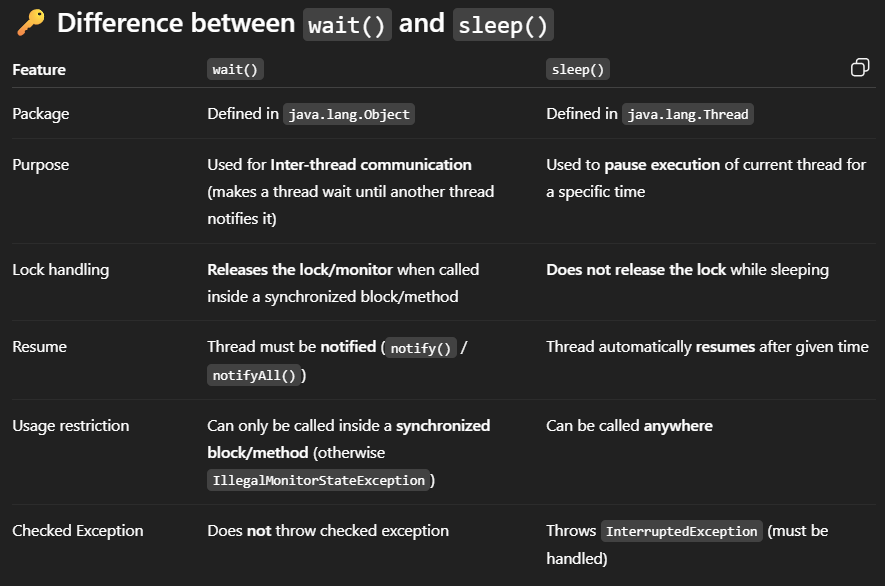 🔑 Difference between wait() and sleep()
Feature wait() sleep()
Package Defined in java.lang.Object Defined in java.lang.Thread
Purpose Used for Inter-thread communication Used to pause execution of current thread for
(makes a thread wait until another thread a specific time
notifies it)
Lock handling Releases the lock/monitor when called Does not release the lock while sleeping
inside a synchronized block/method
Resume Thread must be notified (notify() / Thread automatically resumes after given time
notifyAll())
Usage restriction Can only be called inside a synchronized Can be called anywhere
block/method (otherwise
IllegalMonitorStateException)
Checked Exception Does not throw checked exception Throws InterruptedException (must be
handled)